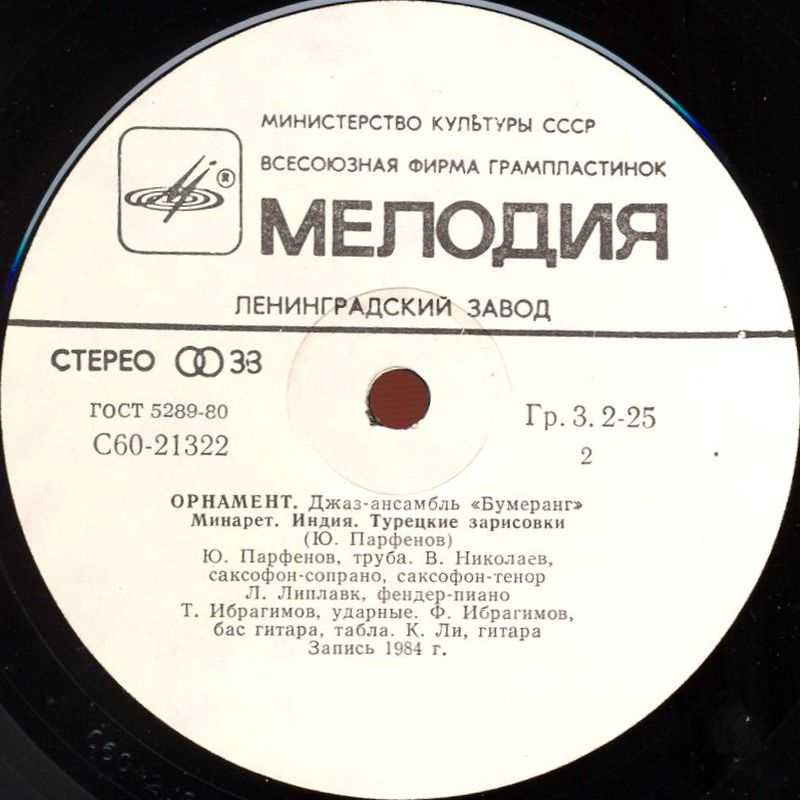 МИНИСТЕРСТВО КУЛЬТУРЫ СССР
ВСЕСОЮЗНАЯ ФИРМА ГРАМПЛАСТИНОК
®
МЕЛОДИЯ
ЛЕНИНГРАДСКИЙ ЗАВОД
СТЕРЕО 33
ГОСТ 5289-80
С60-21322
Гр. 3. 2-25
2
ОРНАМЕНТ. Джаз-ансамбль «Бумеранг»
Минарет. Индия. Турецкие зарисовки
(Ю. Парфенов)
Ю. Парфенов, труба. В. Николаев,
саксофон-сопрано, саксофон-тенор
Л. Липлавк, фендер-пиано
Т. Ибрагимов, ударные. Ф. Ибрагимов,
бас гитара, табла. К. Ли, гитара
Запись 1984 г.